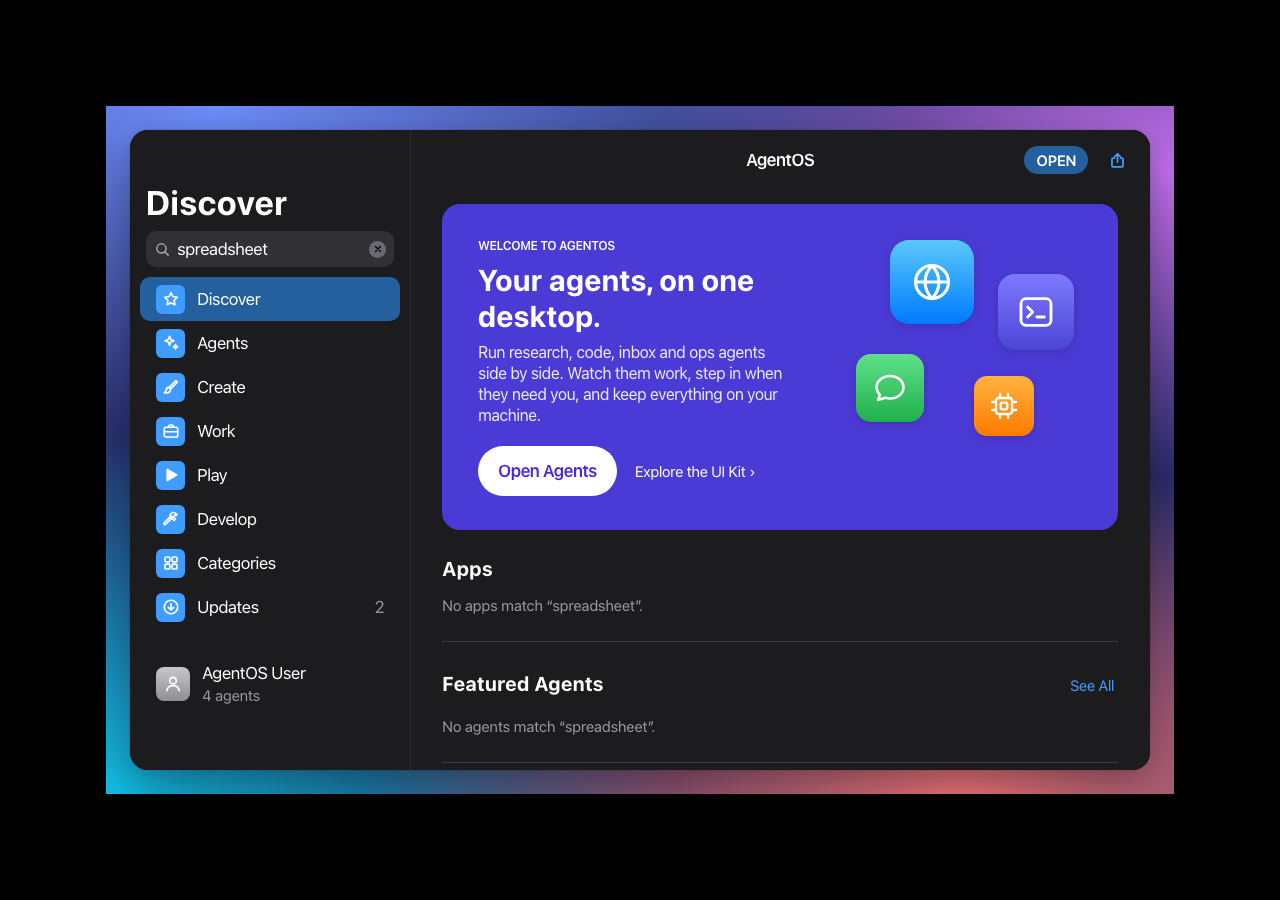 AgentOS
OPEN
Discover
spreadsheet
Discover
Agents
Create
Work
Play
Develop
Categories
Updates 2
AgentOS User
4 agents
WELCOME TO AGENTOS
Your agents, on one
desktop.
Run research, code, inbox and ops agents
side by side. Watch them work, step in when
they need you, and keep everything on your
machine.
Open Agents
Explore the UI Kit ›
Apps
No apps match “spreadsheet”.
Featured Agents
See All
No agents match “spreadsheet”.